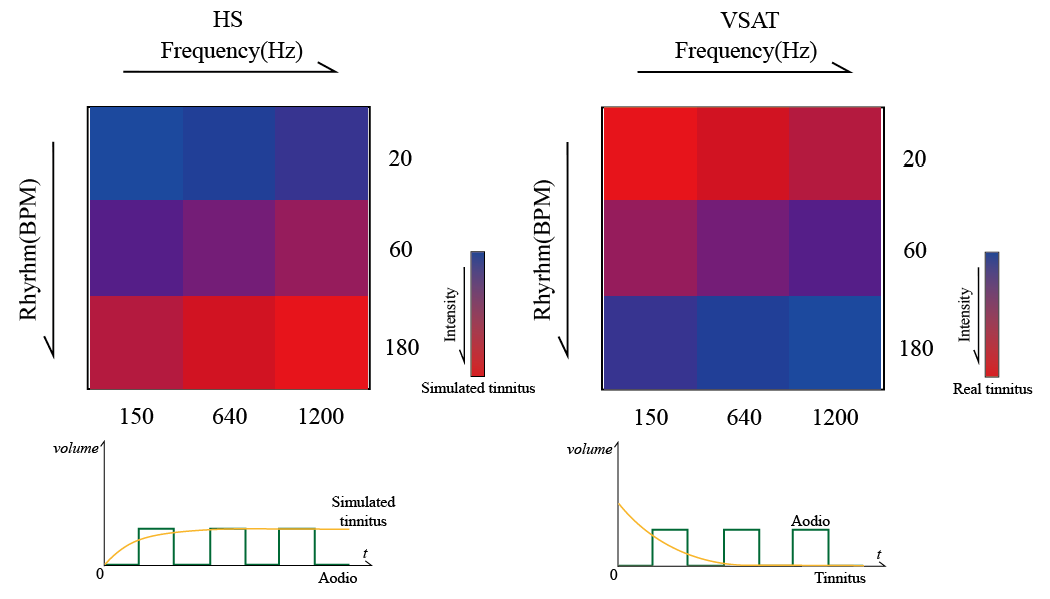 HS
Frequency(Hz)
Rhyrhm(BPM)
20
60
180
150
640
1200
Intensity
Simulated tinnitus
volume
Simulated
tinnitus
t
0
Aodio
VSAT
Frequency(Hz)
Rhyrhm(BPM)
20
60
180
150
640
1200
Intensity
Real tinnitus
volume
Aodio
t
0
Tinnitus